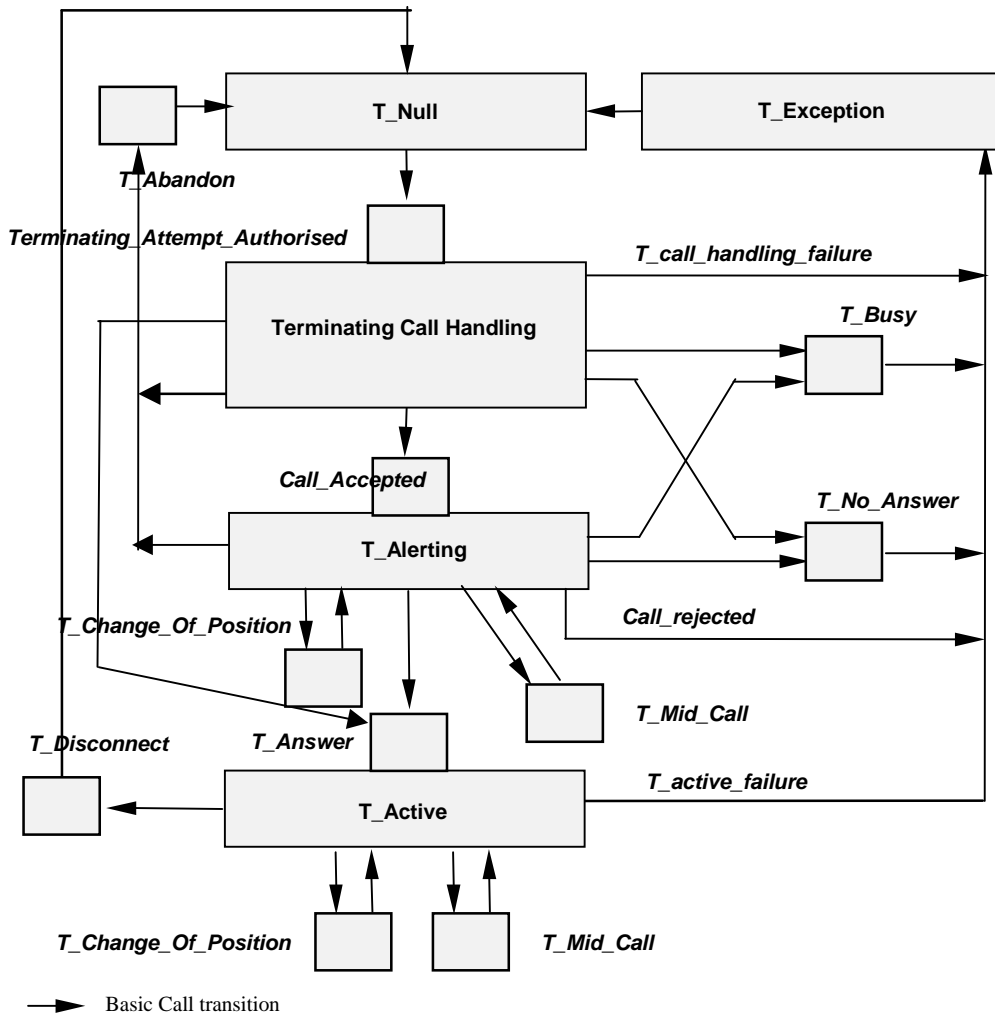 T_Null
T_Exception
T_Abandon
Terminating_Attempt_Authorised
T_call_handling_failure
Terminating Call Handling
T_Busy
Call_Accepted
T_No_Answer
T_Alerting
T_Change_Of_Position
Call_rejected
T_Mid_Call
T_Disconnect
T_Answer
T_active_failure
T_Active
T_Change_Of_Position
T_Mid_Call
Basic Call transition